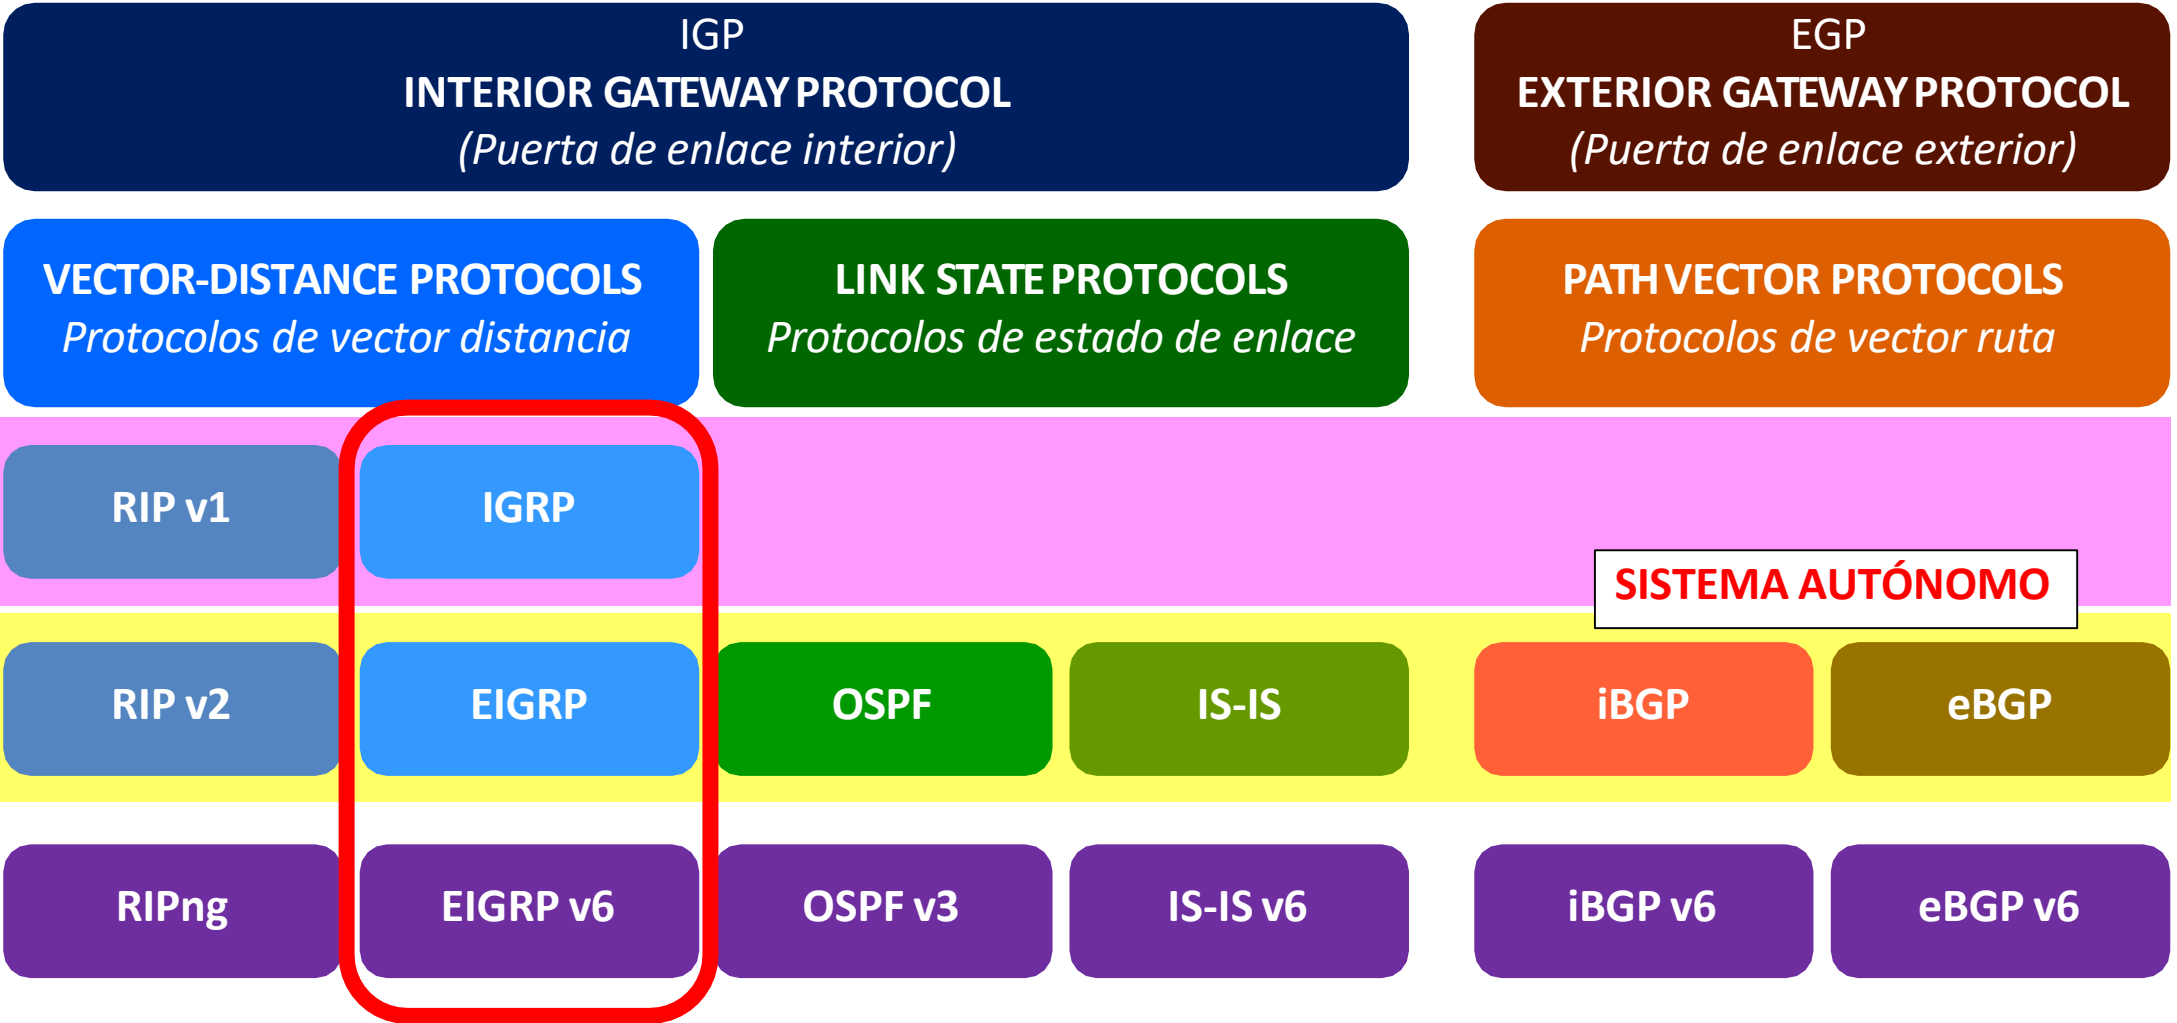 IGP
INTERIOR GATEWAY PROTOCOL
(Puerta de enlace interior)
EGP
EXTERIOR GATEWAY PROTOCOL
(Puerta de enlace exterior)
VECTOR-DISTANCE PROTOCOLS
Protocolos de vector distancia
LINK STATE PROTOCOLS
Protocolos de estado de enlace
PATH VECTOR PROTOCOLS
Protocolos de vector ruta
RIP v1
IGRP
SISTEMA AUTÓNOMO
RIP v2
EIGRP
OSPF
IS-IS
iBGP
eBGP
RIPng
EIGRP v6
OSPF v3
IS-IS v6
iBGP v6
eBGP v6